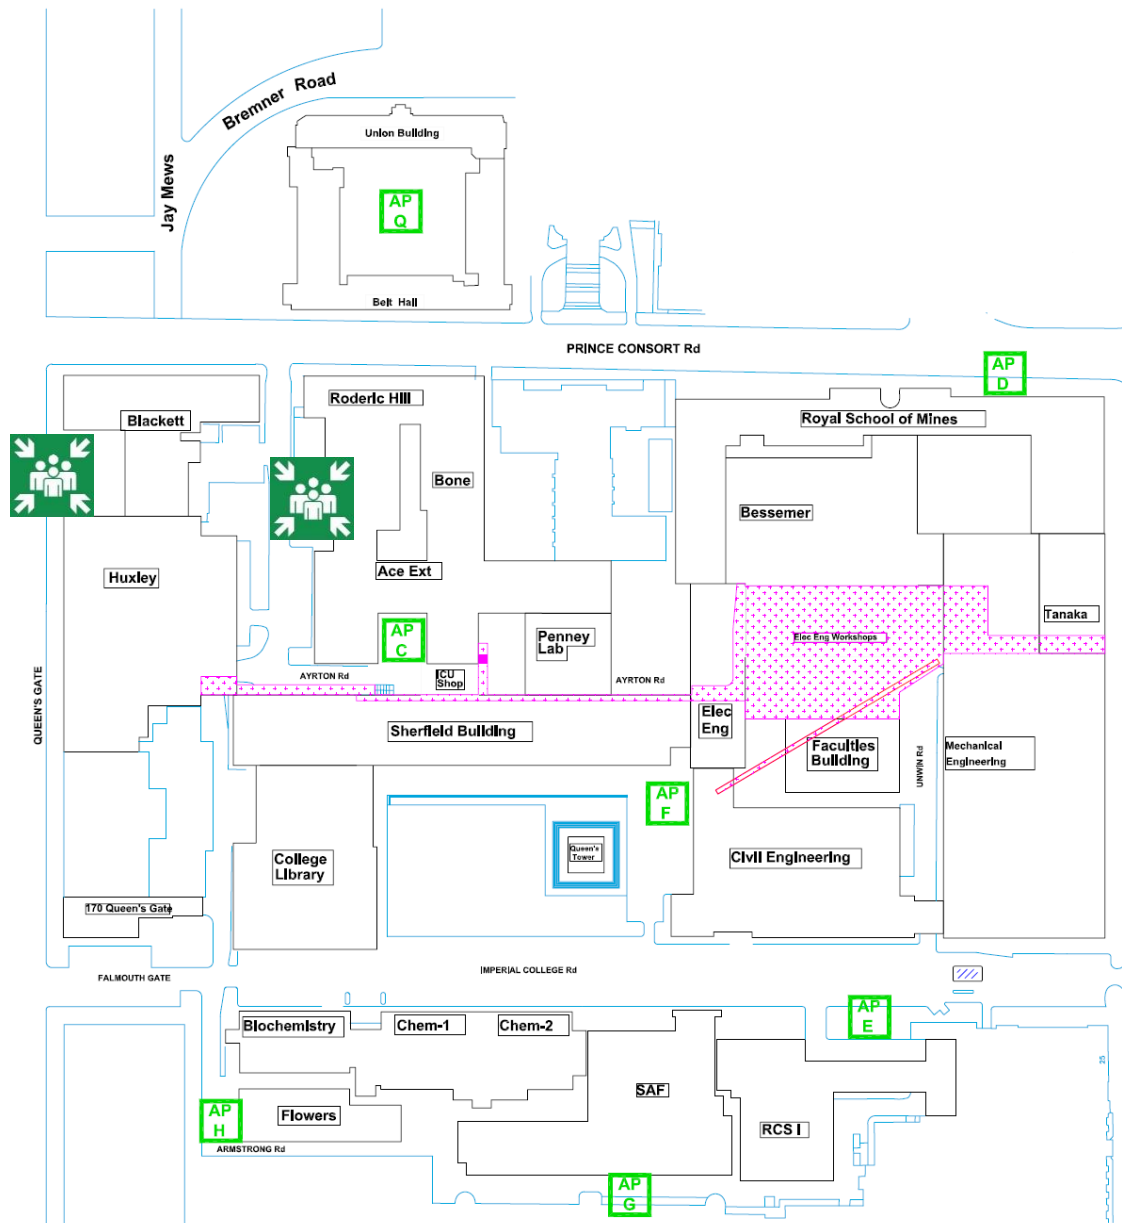 Bremner Road
Jay Mews
Union Building
AP
Q
Belt Hall
PRINCE CONSORT Rd
AP
D
Roderic Hill
Royal School of Mines
Blackett
Bone
Bessemer
Huxley
Ace Ext
Tanaka
AP
C
Penney
Lab
Elec Eng Workshops
AYRTON Rd
ICU
Shop
AYRTON Rd
QUEEN'S GATE
Sherfield Building
Elec
Eng
Faculties
Building
UNWIN Rd
Mechanical
Engineering
AP
F
College
Library
Queen's
Tower
Civil Engineering
170 Queen's Gate
FALMOUTH GATE
IMPERIAL COLLEGE Rd
AP
E
Biochemistry
Chem-1
Chem-2
25
SAF
AP
H
Flowers
RCS I
ARMSTRONG Rd
AP
G